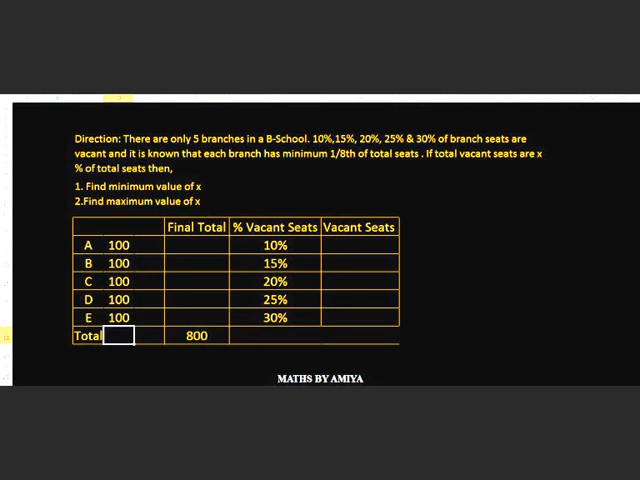 Direction: There are only 5 branches in a B-School. 10%,15%, 20%, 25% & 30% of branch seats are
vacant and it is known that each branch has minimum 1/8th of total seats . If total vacant seats are x
% of total seats then,
1. Find minimum value of x
2.Find maximum value of x
Final Total % Vacant Seats Vacant Seats
A 100 10%
B 100 15%
C 100 20%
D 100 25%
E 100 30%
Total 800
MATHS BY AMIYA